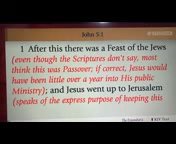 John 5:1
1 After this there was a Feast of the Jews
(even though the Scriptures don't say, most
think this was Passover; if correct, Jesus would
have been little over a year into His public
Ministry); and Jesus went up to Jerusalem
(speaks of the express purpose of keeping this